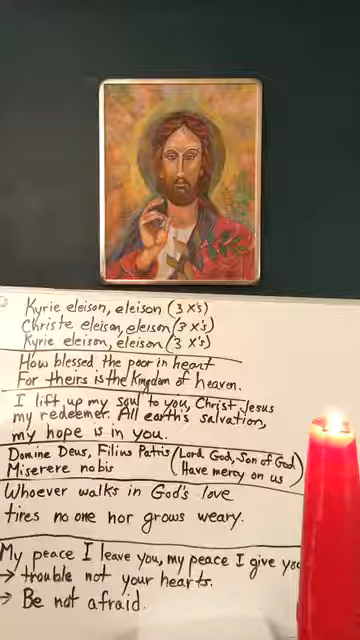 Kyrie eleison, eleison (3 x's)
Christe eleison, eleison (3 x's)
Kyrie eleison, eleison (3 x's)
How blessed the poor in heart
For theirs is the Kingdom of heaven.
I lift up my soul to you, Christ Jesus
my redeemer. All earth's salvation,
my hope is in you.
Domine Deus, Filius Patris (Lord God, Son of God
Miserere nobis Have mercy on us)
Whoever walks in God's love
tires no one nor grows weary.
My peace I leave you, my peace I give you
→ trouble not your hearts.
→ Be not afraid.